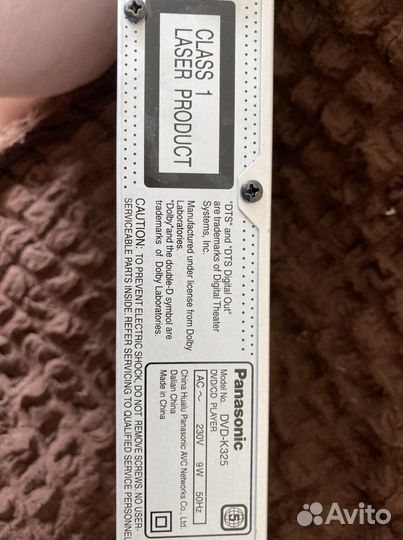 CLASS 1
LASER PRODUCT
"DTS" and "DTS Digital Out"
are trademarks of Digital Theater
Systems, Inc.
Manufactured under license from Dolby
Laboratories.
"Dolby" and the double-D symbol are
trademarks of Dolby Laboratories.
CAUTION: TO PREVENT ELECTRIC SHOCK, DO NOT REMOVE SCREWS. NO USER-
SERVICEABLE PARTS INSIDE. REFER SERVICING TO QUALIFIED SERVICE PERSONNEL
Panasonic
Model No. DVD-K325
DVD/CD PLAYER
AC ~ 230V 9W 50Hz
China Hualu Panasonic AVC Networks Co., Ltd.
Dalian China
Made in China
5
Avito